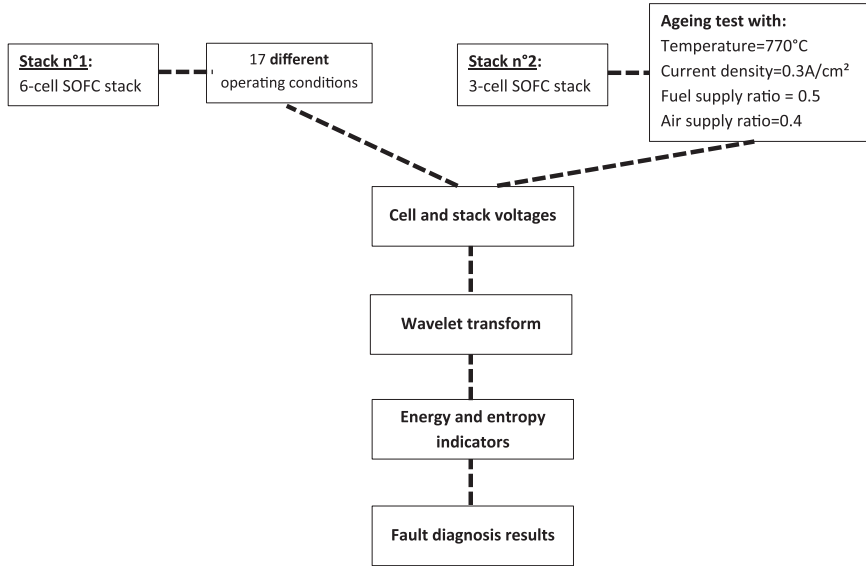 Stack n°1:
6-cell SOFC stack
17 different
operating conditions
Stack n°2:
3-cell SOFC stack
Ageing test with:
Temperature=770°C
Current density=0.3A/cm²
Fuel supply ratio = 0.5
Air supply ratio=0.4
Cell and stack voltages
Wavelet transform
Energy and entropy
indicators
Fault diagnosis results